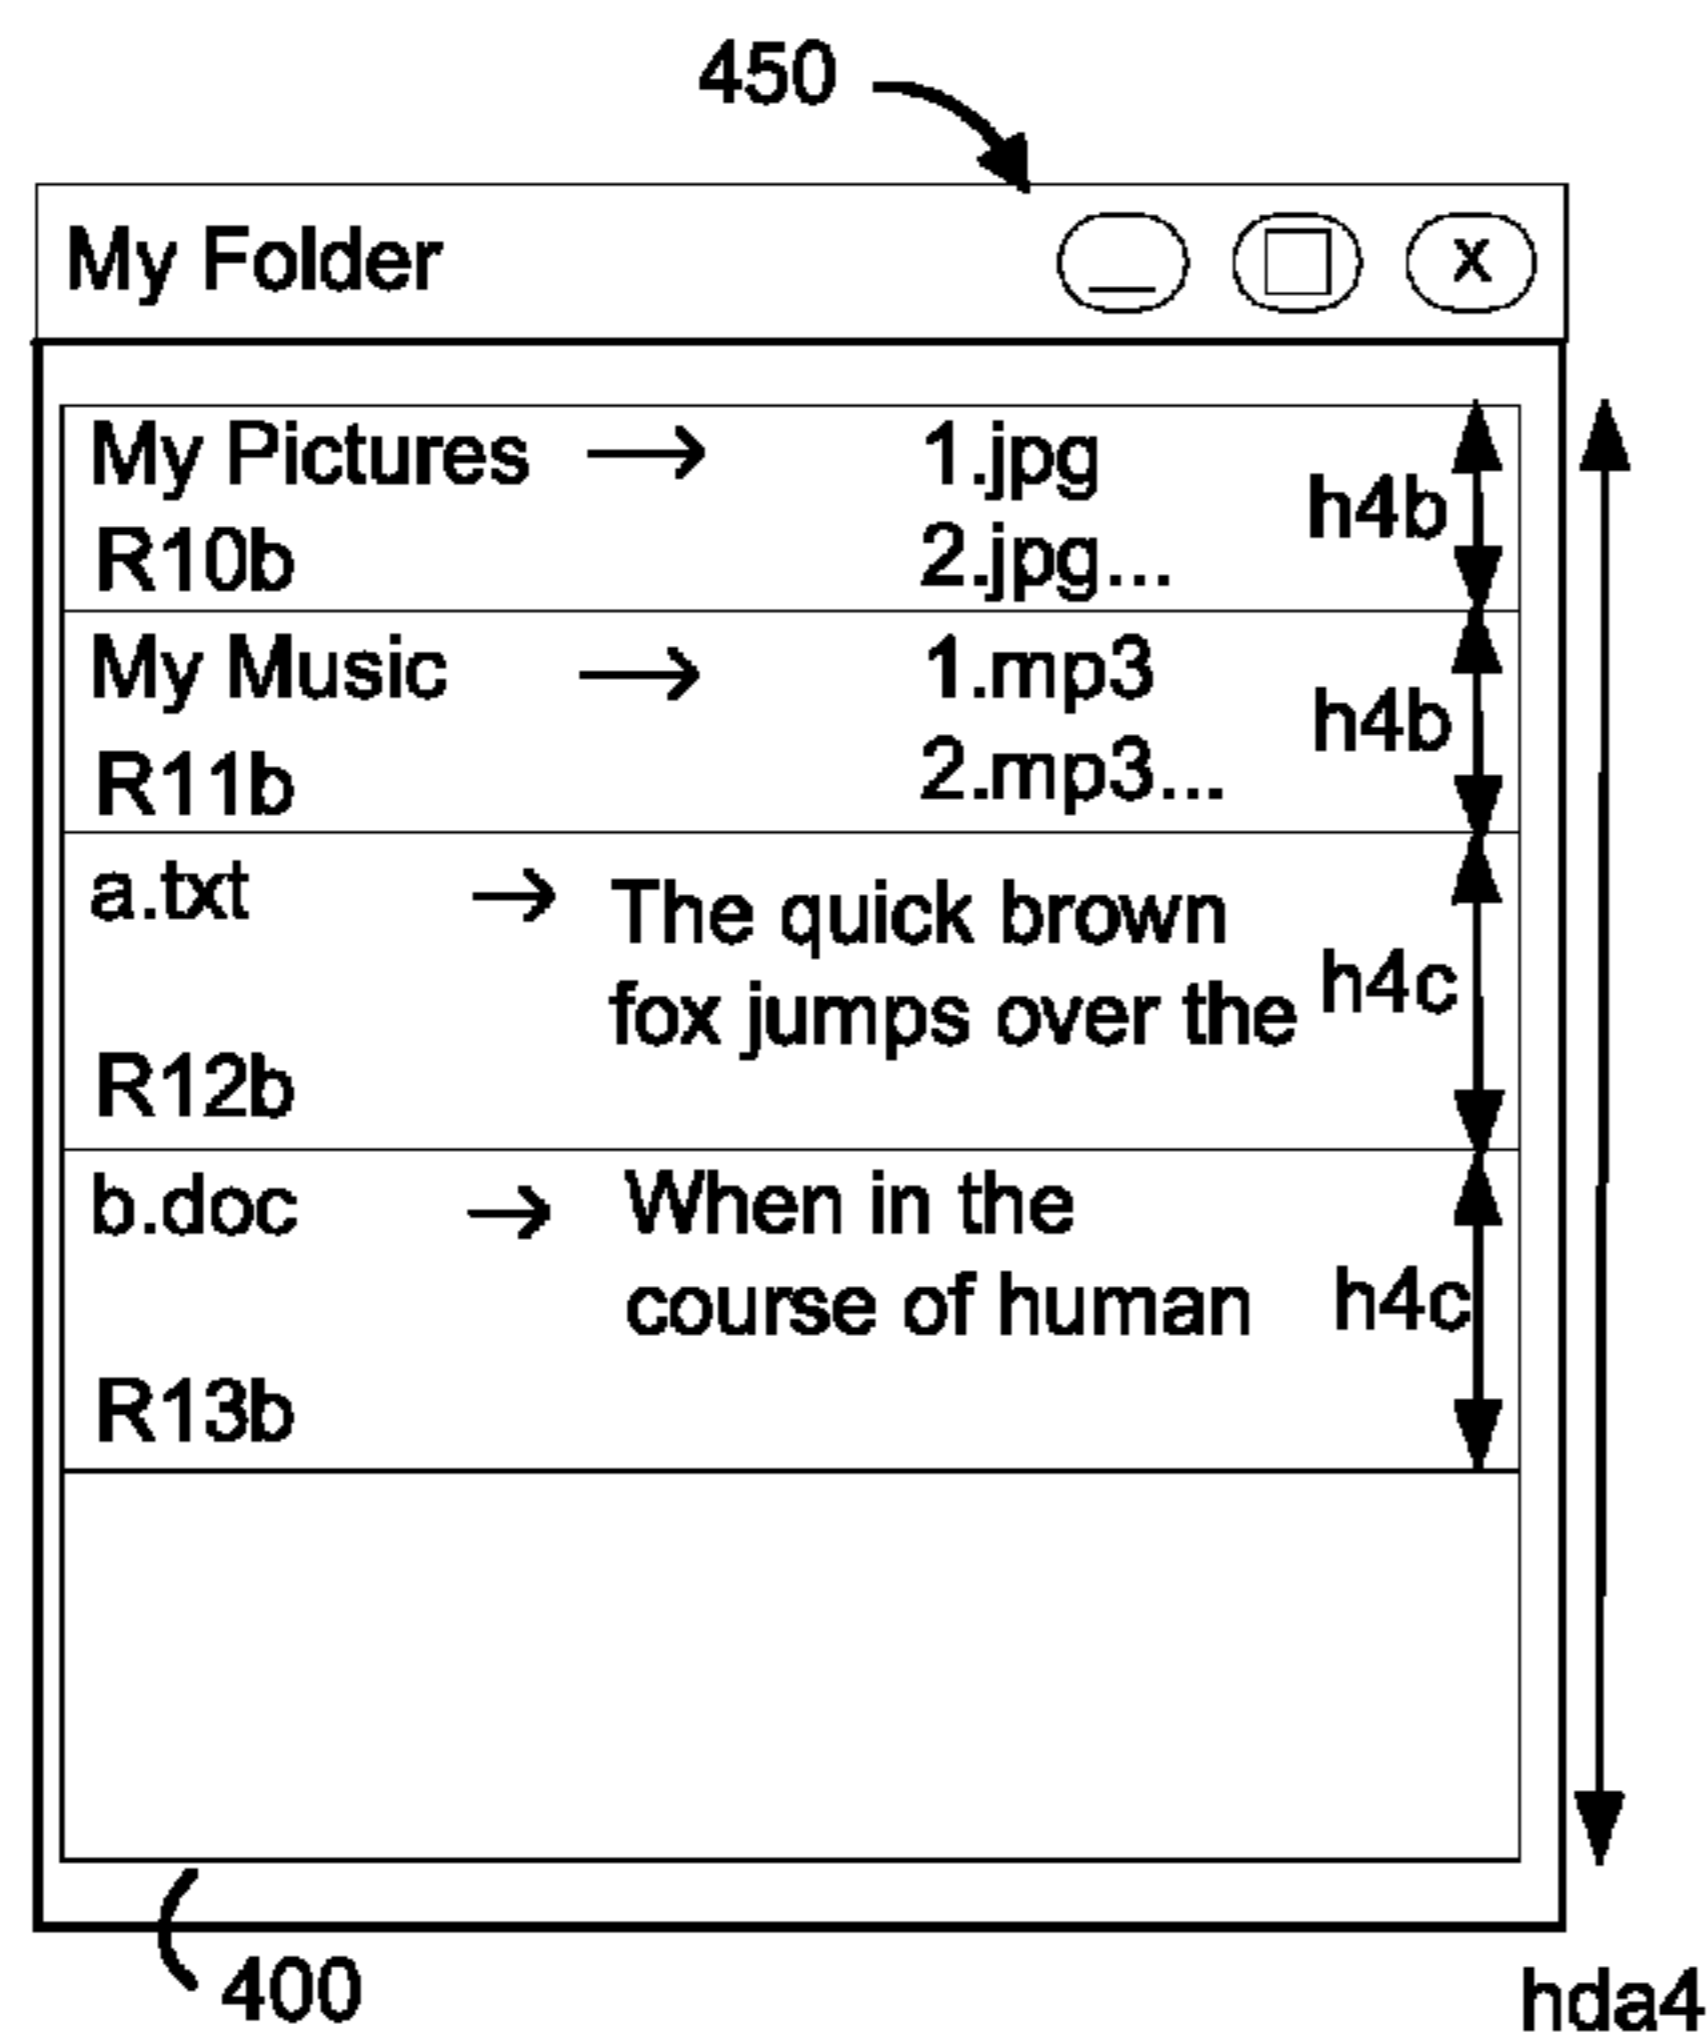 450
My Folder
x
My Pictures → 1.jpg
h4b
R10b 2.jpg...
My Music → 1.mp3
h4b
R11b 2.mp3...
a.txt → The quick brown
fox jumps over the h4c
R12b
b.doc → When in the
course of human h4c
R13b
400
hda4